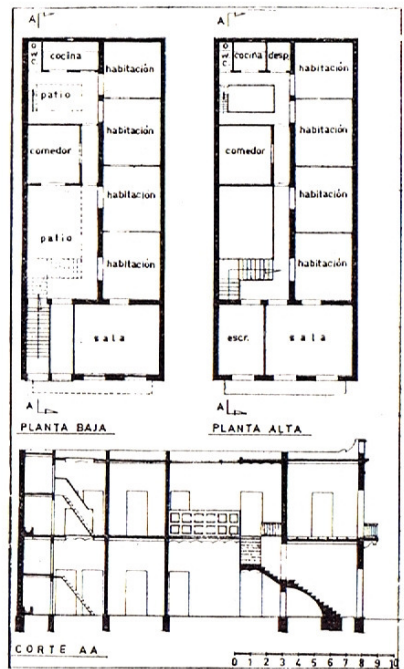 A
A
w.c.
cocina
habitación
patio
habitación
comedor
habitación
patio
habitación
sala
A
PLANTA BAJA
w.c.
cocina
desp.
habitación
habitación
comedor
habitación
habitación
escr.
sala
A
PLANTA ALTA
CORTE AA
0 1 2 3 4 5 6 7 8 9 10